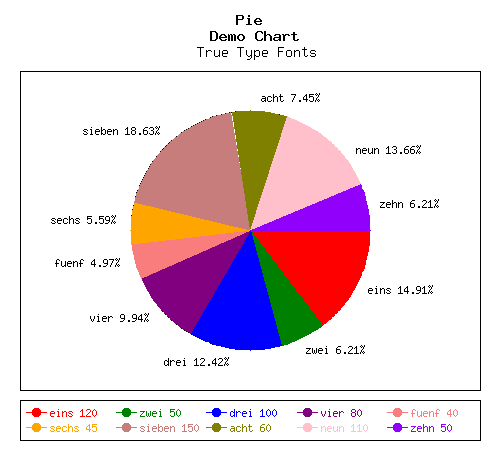 Pie
Demo Chart
True Type Fonts
acht 7.45%
sieben 18.63%
neun 13.66%
zehn 6.21%
sechs 5.59%
fuenf 4.97%
eins 14.91%
vier 9.94%
zwei 6.21%
drei 12.42%
eins 120 zwei 50 drei 100 vier 80 fuenf 40
sechs 45 sieben 150 acht 60 neun 110 zehn 50